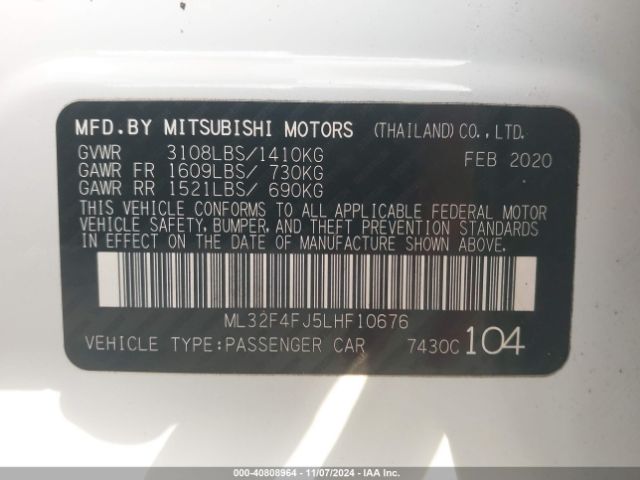 MFD.BY MITSUBISHI MOTORS (THAILAND) CO., LTD.
GVWR 3108LBS/1410KG FEB 2020
GAWR FR 1609LBS/ 730KG
GAWR RR 1521LBS/ 690KG
THIS VEHICLE CONFORMS TO ALL APPLICABLE FEDERAL MOTOR
VEHICLE SAFETY, BUMPER, AND THEFT PREVENTION STANDARDS
IN EFFECT ON THE DATE OF MANUFACTURE SHOWN ABOVE.
ML32F4FJ5LHF10676
VEHICLE TYPE:PASSENGER CAR 7430C 104
000-40808964 - 11/07/2024 - IAA Inc.